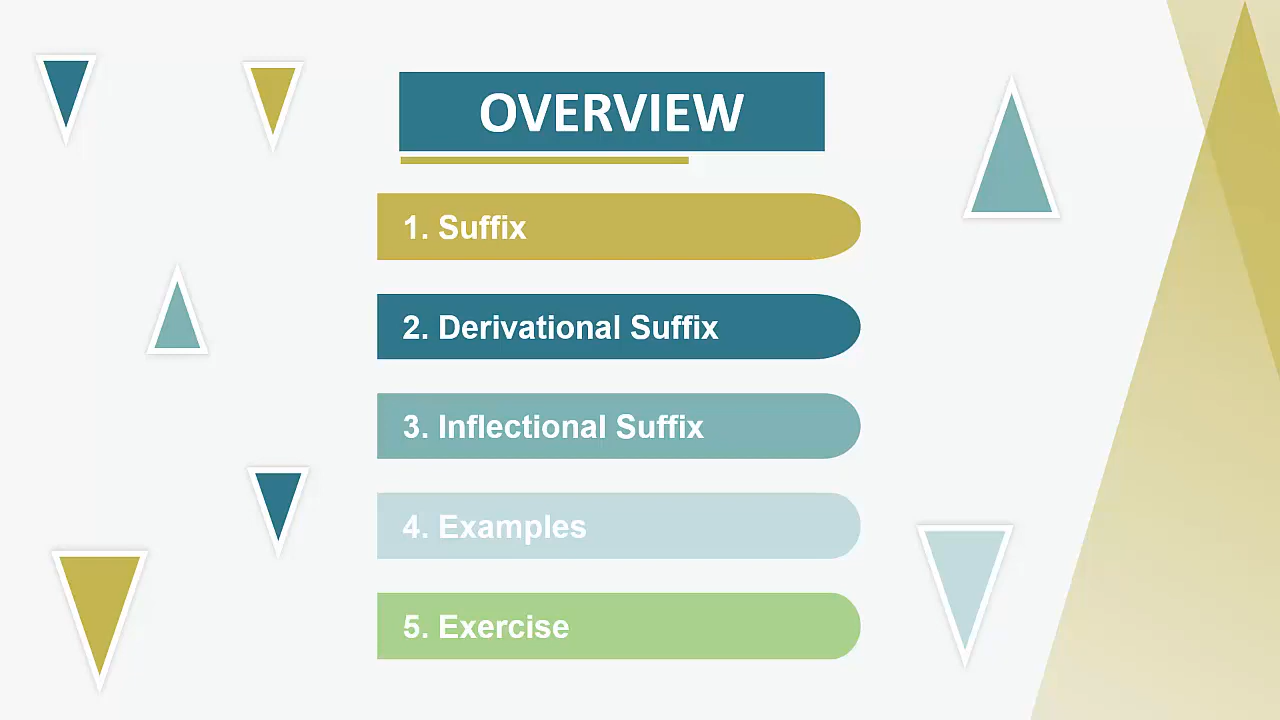 OVERVIEW
1. Suffix
2. Derivational Suffix
3. Inflectional Suffix
4. Examples
5. Exercise